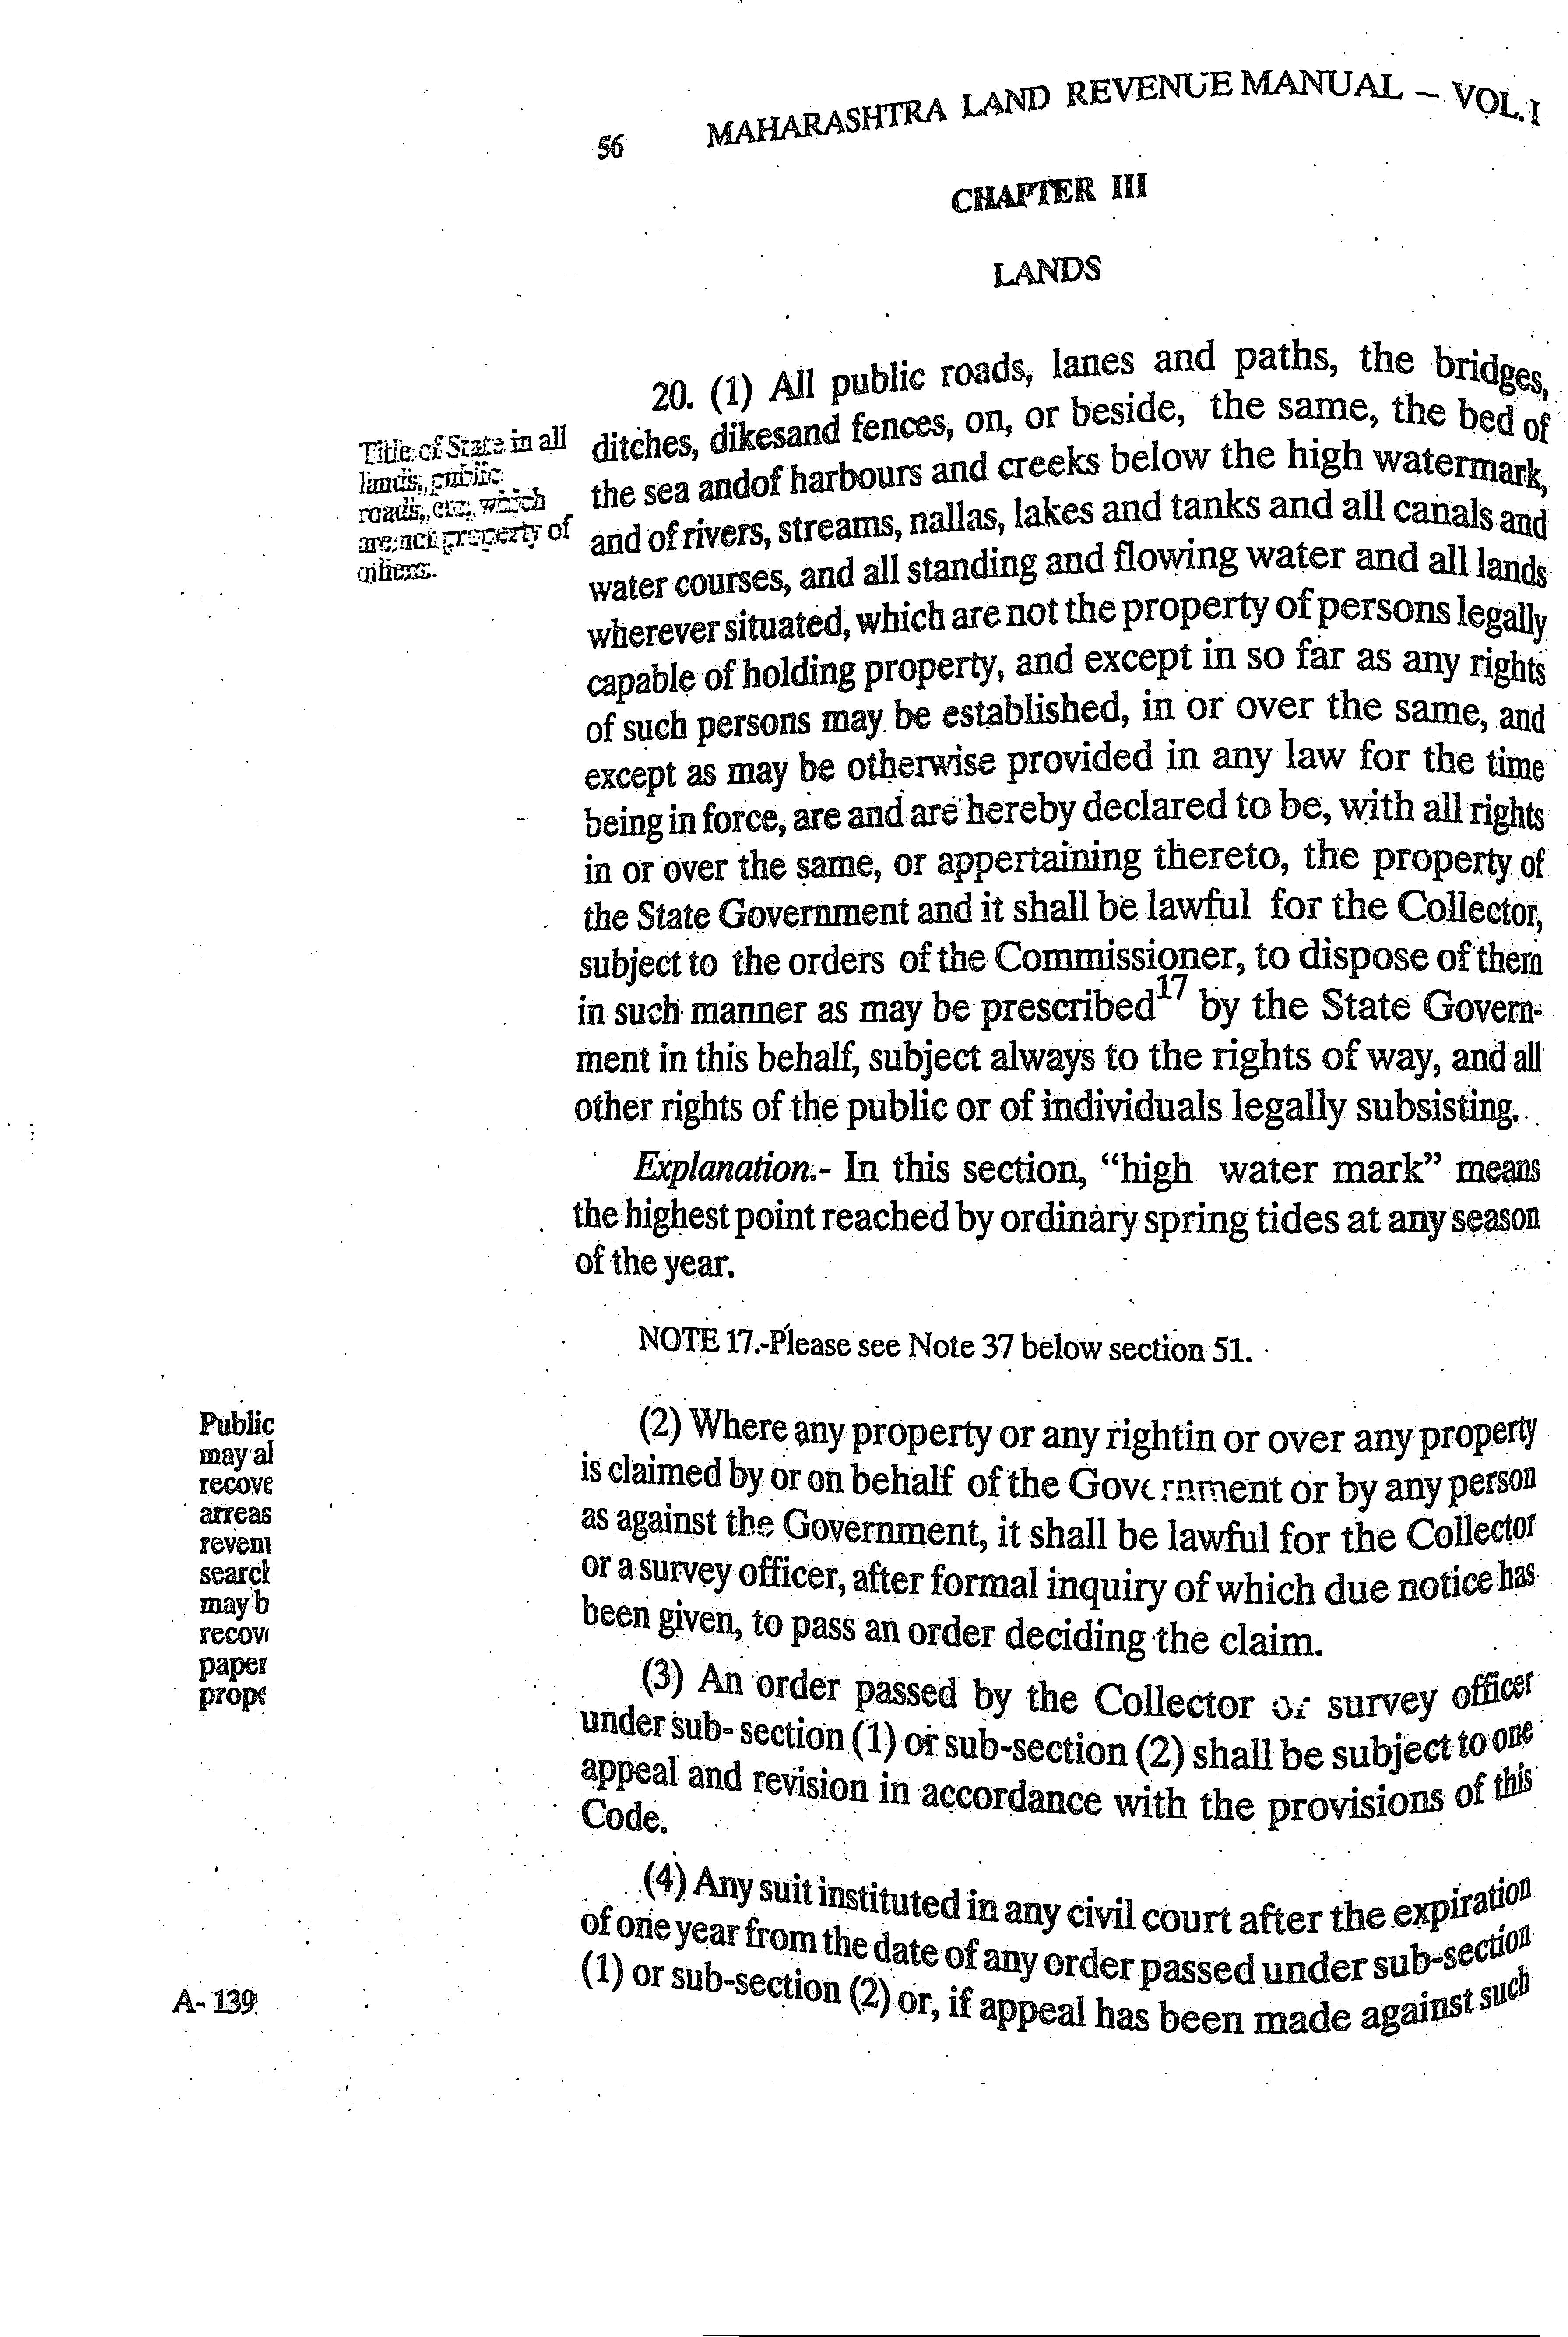 56 MAHARASHTRA LAND REVENUE MANUAL – VOL. I
CHAPTER III
LANDS
Title of State in all
lands, public
roads, etc, which
are not property of
others.
20. (1) All public roads, lanes and paths, the bridges,
ditches, dikesand fences, on, or beside, the same, the bed of
the sea andof harbours and creeks below the high watermark,
and of rivers, streams, nallas, lakes and tanks and all canals and
water courses, and all standing and flowing water and all lands
wherever situated, which are not the property of persons legally
capable of holding property, and except in so far as any rights
of such persons may be established, in or over the same, and
except as may be otherwise provided in any law for the time
being in force, are and are hereby declared to be, with all rights
in or over the same, or appertaining thereto, the property of
the State Government and it shall be lawful for the Collector,
subject to the orders of the Commissioner, to dispose of them
in such manner as may be prescribed17 by the State Govern-
ment in this behalf, subject always to the rights of way, and all
other rights of the public or of individuals legally subsisting.
Explanation.- In this section, “high water mark” means
the highest point reached by ordinary spring tides at any season
of the year.
NOTE 17.-Please see Note 37 below section 51.
Public
may al
recove
arreas
reven
search
may b
recov
paper
prope
(2) Where any property or any rightin or over any property
is claimed by or on behalf of the Government or by any person
as against the Government, it shall be lawful for the Collector
or a survey officer, after formal inquiry of which due notice has
been given, to pass an order deciding the claim.
(3) An order passed by the Collector or survey officer
under sub- section (1) or sub-section (2) shall be subject to one
appeal and revision in accordance with the provisions of this
Code.
(4) Any suit instituted in any civil court after the expiration
of one year from the date of any order passed under sub-section
(1) or sub-section (2) or, if appeal has been made against such
A- 139